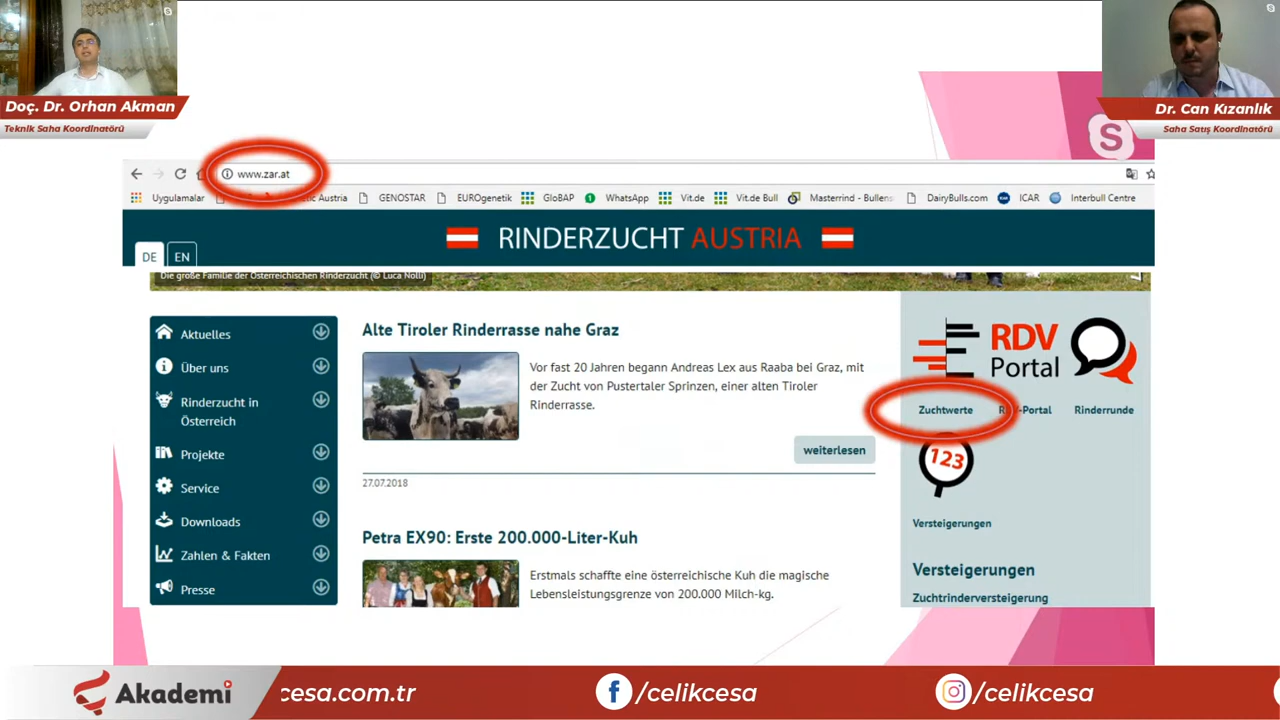 Doç. Dr. Orhan Akman
Teknik Saha Koordinatörü
Dr. Can Kızanlık
Saha Satış Koordinatörü
S
www.zar.at
Uygulamalar
Austria
GENOSTAR
EUROgenetik
GloBAP
WhatsApp
Vit.de
Vit.de Bull
Masterrind - Bullens
DairyBulls.com
ICAR
Interbull Centre
DE
EN
RINDERZUCHT AUSTRIA
Die große Familie der Österreichischen Rinderzucht (© Luca Nolli)
Aktuelles
Über uns
Rinderzucht in
Österreich
Projekte
Service
Downloads
Zahlen & Fakten
Presse
Alte Tiroler Rinderrasse nahe Graz
Vor fast 20 Jahren begann Andreas Lex aus Raaba bei Graz, mit
der Zucht von Pustertaler Sprinzen, einer alten Tiroler
Rinderrasse.
weiterlesen
27.07.2018
Petra EX90: Erste 200.000-Liter-Kuh
Erstmals schaffte eine österreichische Kuh die magische
Lebensleistungsgrenze von 200.000 Milch-kg.
RDV
Portal
Zuchtwerte
RDV-Portal
Rinderrunde
123
Versteigerungen
Versteigerungen
Zuchtrinderversteigerung
Akademi
cesa.com.tr
/celikcesa
/celikcesa